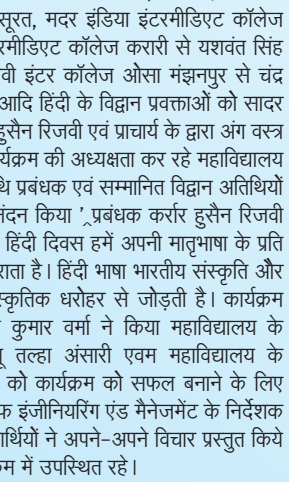 सूरत, मदर इंडिया इंटरमीडिएट कॉलेज
रमीडिएट कॉलेज करारी से यशवंत सिंह
वी इंटर कॉलेज ओसा मंझनपुर से चंद्र
आदि हिंदी के विद्वान प्रवक्ताओं को सादर
हुसैन रिजवी एवं प्राचार्य के द्वारा अंग वस्त्र
र्यक्रम की अध्यक्षता कर रहे महाविद्यालय
थि प्रबंधक एवं सम्मानित विद्वान अतिथियों
नंदन किया ’ प्रबंधक कर्रार हुसैन रिजवी
हिंदी दिवस हमें अपनी मातृभाषा के प्रति
राता है। हिंदी भाषा भारतीय संस्कृति और
स्कृतिक धरोहर से जोड़ती है। कार्यक्रम
कुमार वर्मा ने किया महाविद्यालय के
तल्हा अंसारी एवम महाविद्यालय के
को कार्यक्रम को सफल बनाने के लिए
फ इंजीनियरिंग एंड मैनेजमेंट के निर्देशक
ार्थियों ने अपने-अपने विचार प्रस्तुत किये
म में उपस्थित रहे।